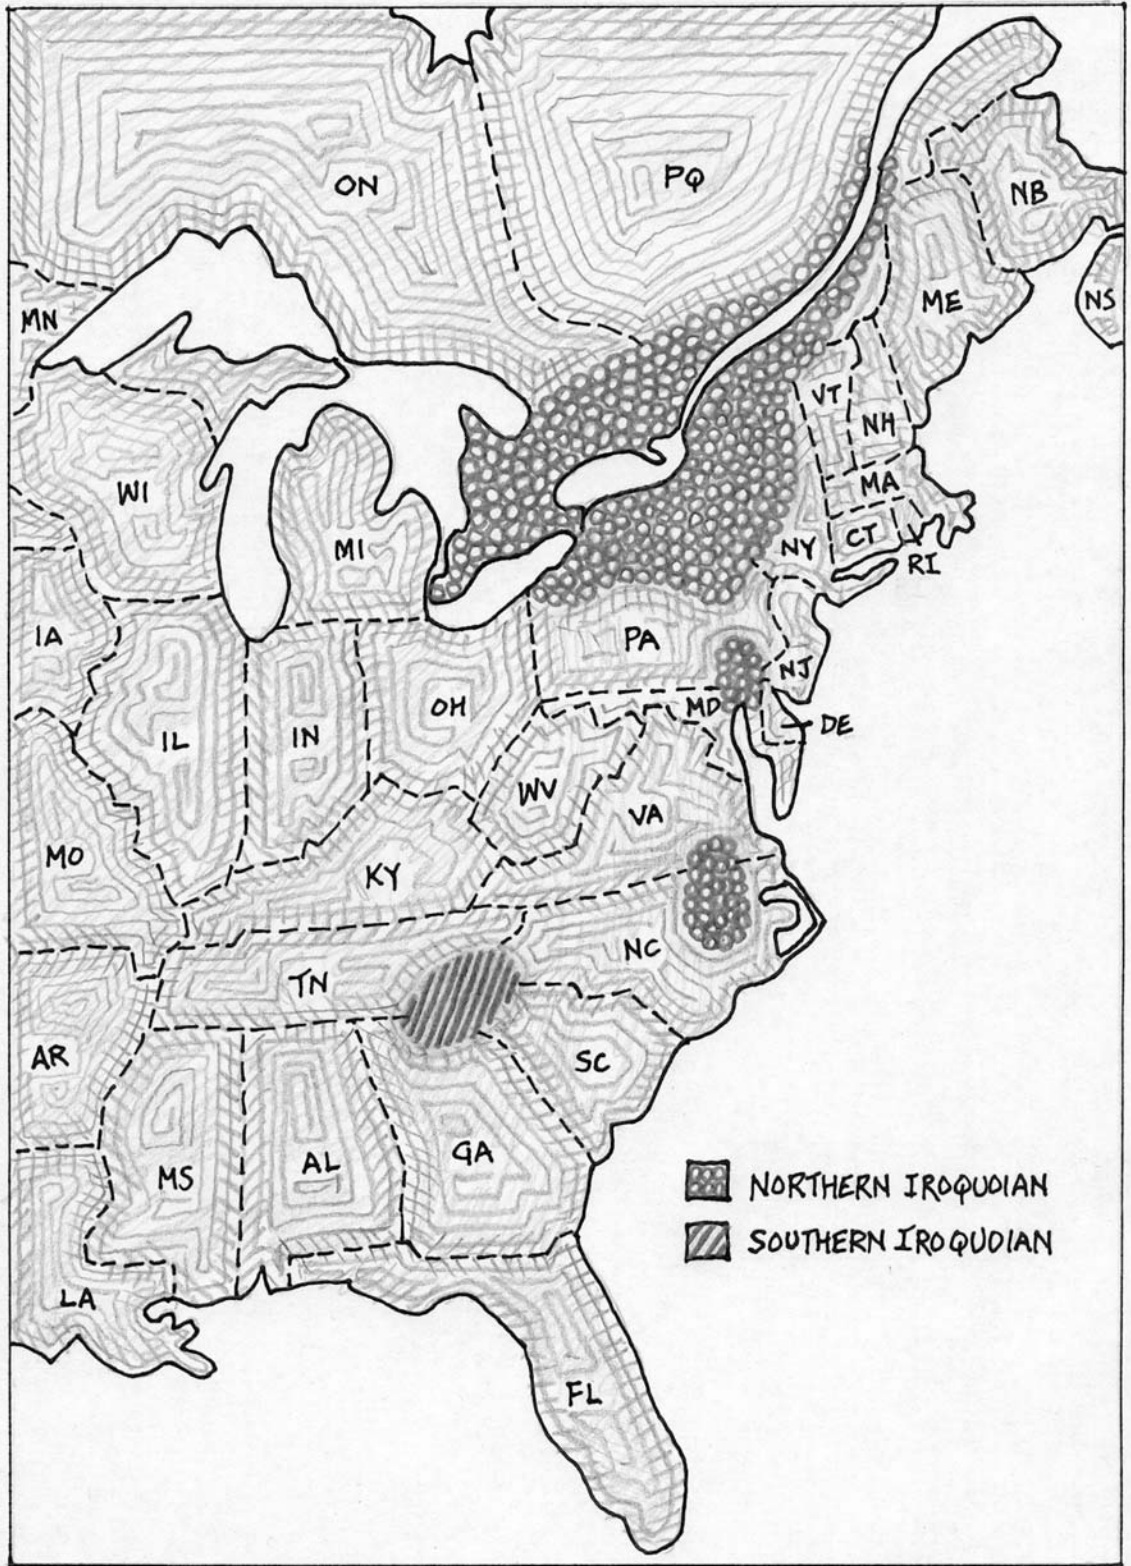 ON
PQ
NB
ME
NS
MN
VT
NH
WI
MA
MI
NY
CT
RI
IA
PA
NJ
OH
MD
DE
IL
IN
WV
VA
MO
KY
NC
TN
AR
SC
MS
AL
GA
NORTHERN IROQUOIAN
SOUTHERN IROQUOIAN
LA
FL